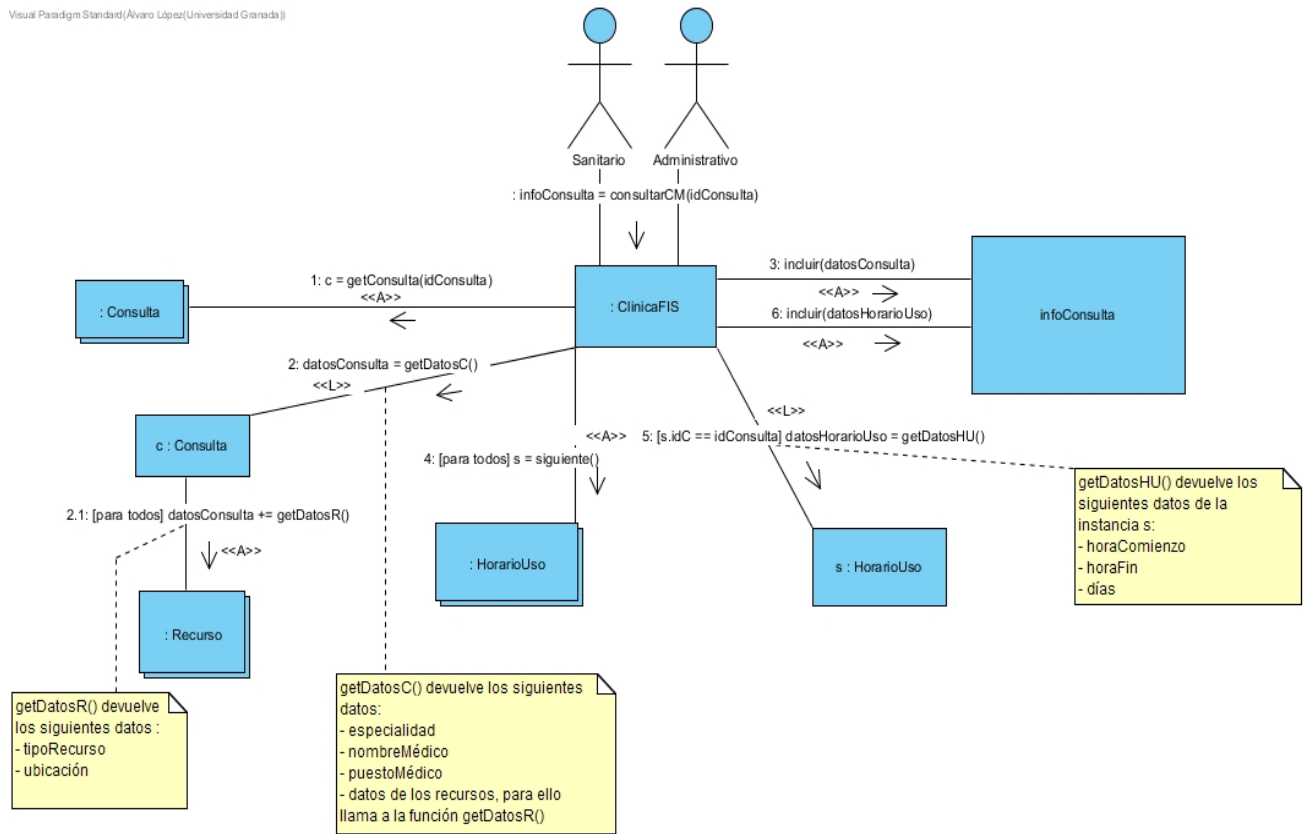 Visual Paradigm Standard(Álvaro López(Universidad Granada))
Sanitario
Administrativo
: infoConsulta = consultarCM(idConsulta)
1: c = getConsulta(idConsulta)
<<A>>
3: incluir(datosConsulta)
<<A>>
: Consulta
: ClínicaFIS
6: incluir(datosHorarioUso)
<<A>>
infoConsulta
2: datosConsulta = getDatosC()
<<L>>
<<L>>
c : Consulta
<<A>>
5: [s.idC == idConsulta] datosHorarioUso = getDatosHU()
4: [para todos] s = siguiente()
2.1: [para todos] datosConsulta += getDatosR()
<<A>>
: HorarioUso
s : HorarioUso
getDatosHU() devuelve los
siguientes datos de la
instancia s:
- horaComienzo
- horaFin
- días
: Recurso
getDatosR() devuelve
los siguientes datos :
- tipoRecurso
- ubicación
getDatosC() devuelve los siguientes
datos:
- especialidad
- nombreMédico
- puestoMédico
- datos de los recursos, para ello
llama a la función getDatosR()